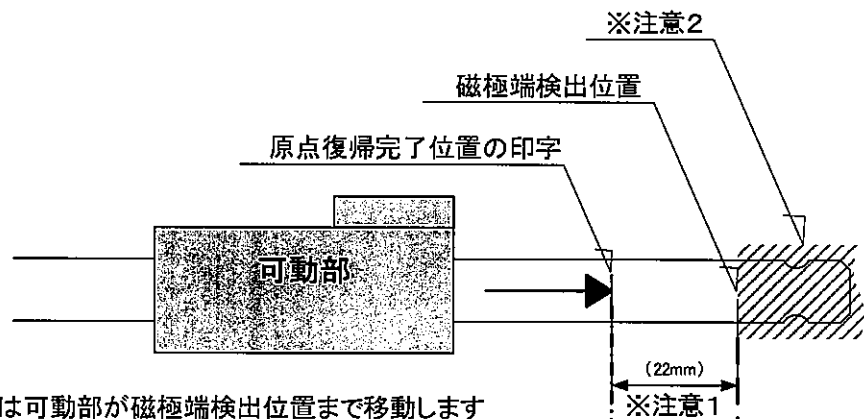 ※注意2
磁極端検出位置
原点復帰完了位置の印字
可動部
(22mm)
※注意1
は可動部が磁極端検出位置まで移動します